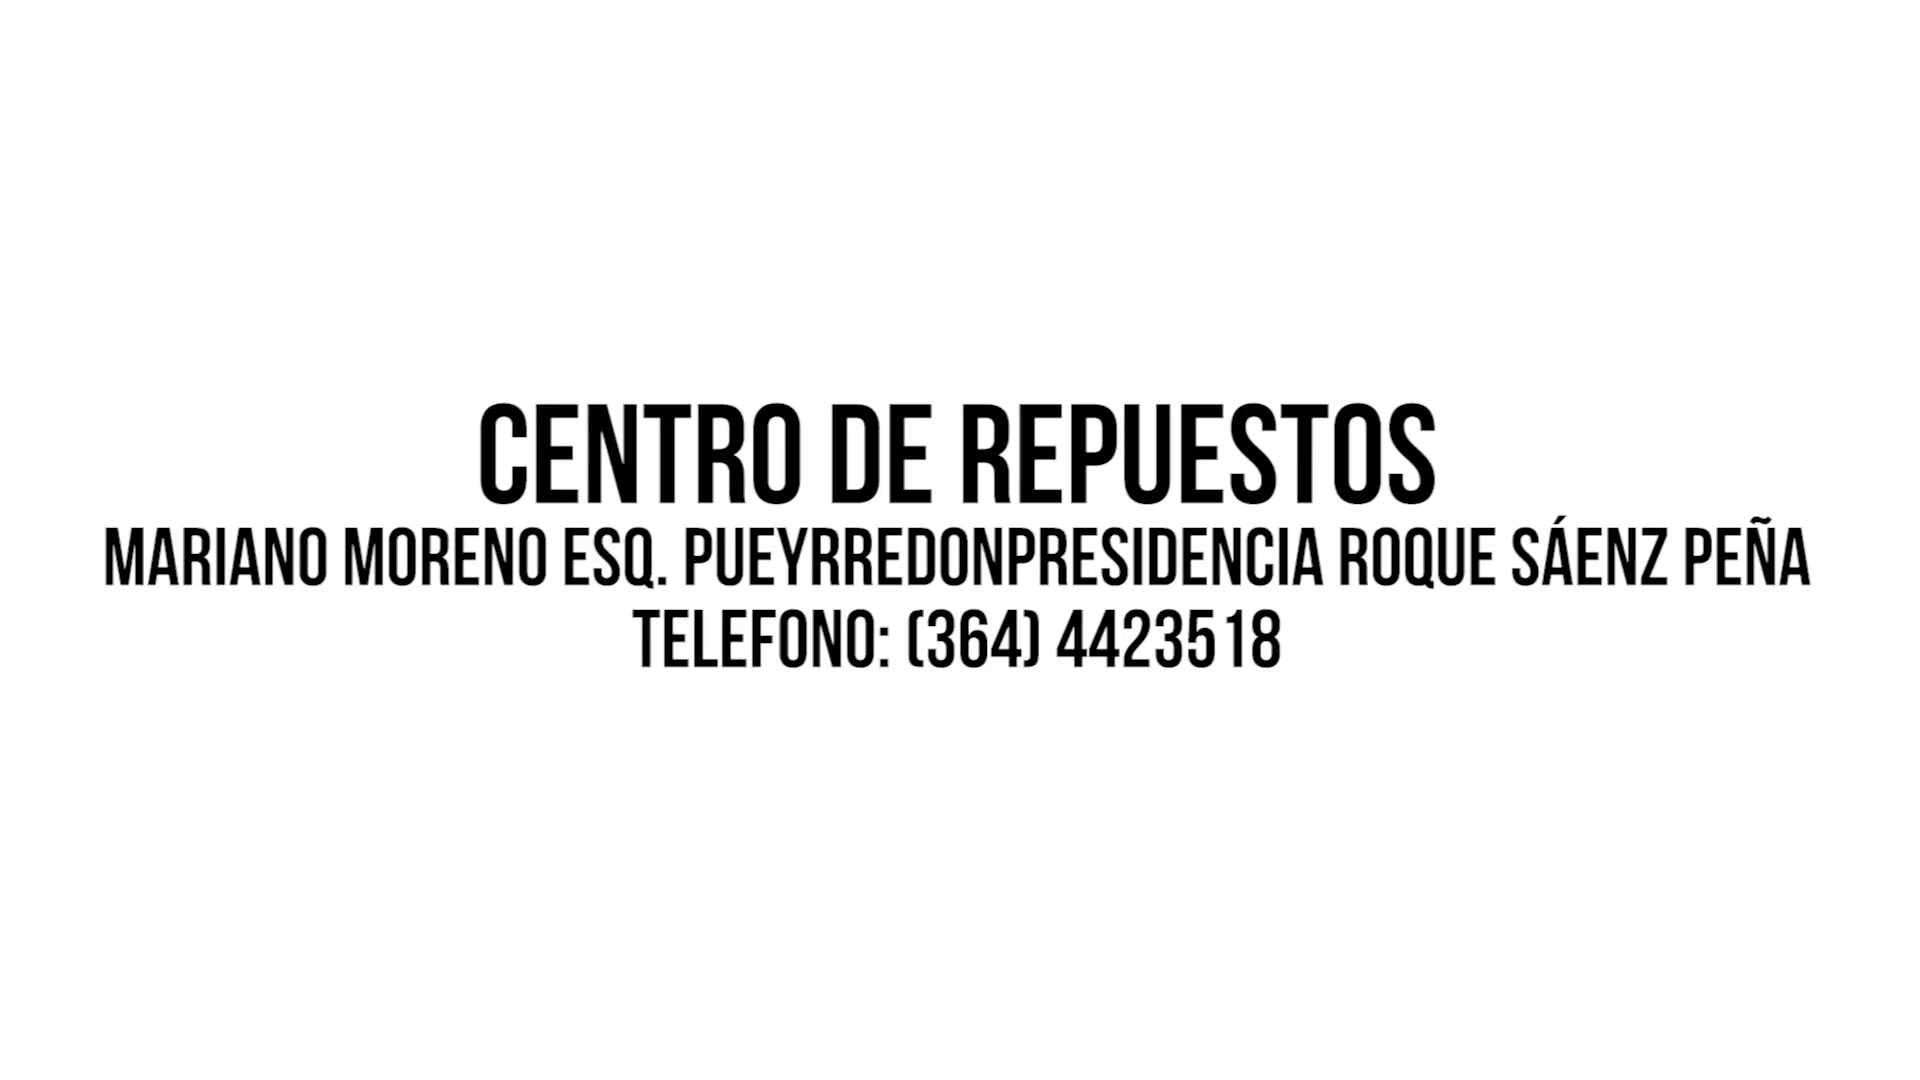 CENTRO DE REPUESTOS
MARIANO MORENO ESQ. PUEYRREDONPRESIDENCIA ROQUE SÁENZ PEÑA
TELEFONO: (364) 4423518